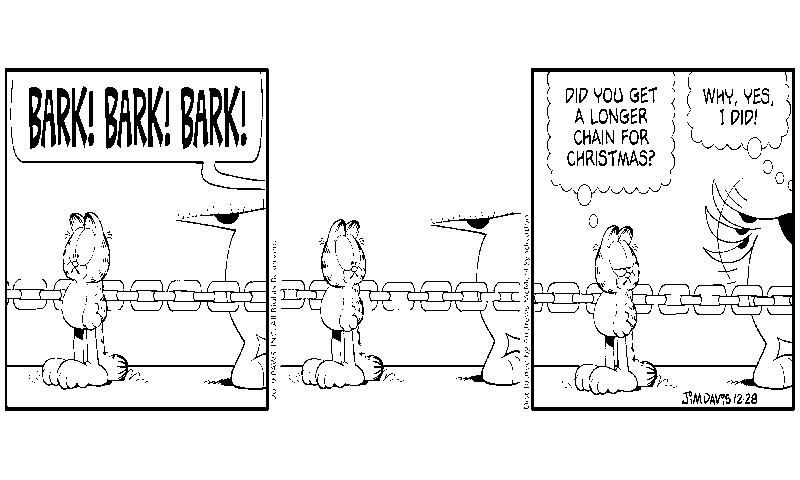 BARK! BARK! BARK!
DID YOU GET
A LONGER
CHAIN FOR
CHRISTMAS?
WHY, YES,
I DID!
JIM DAVIS 12-28